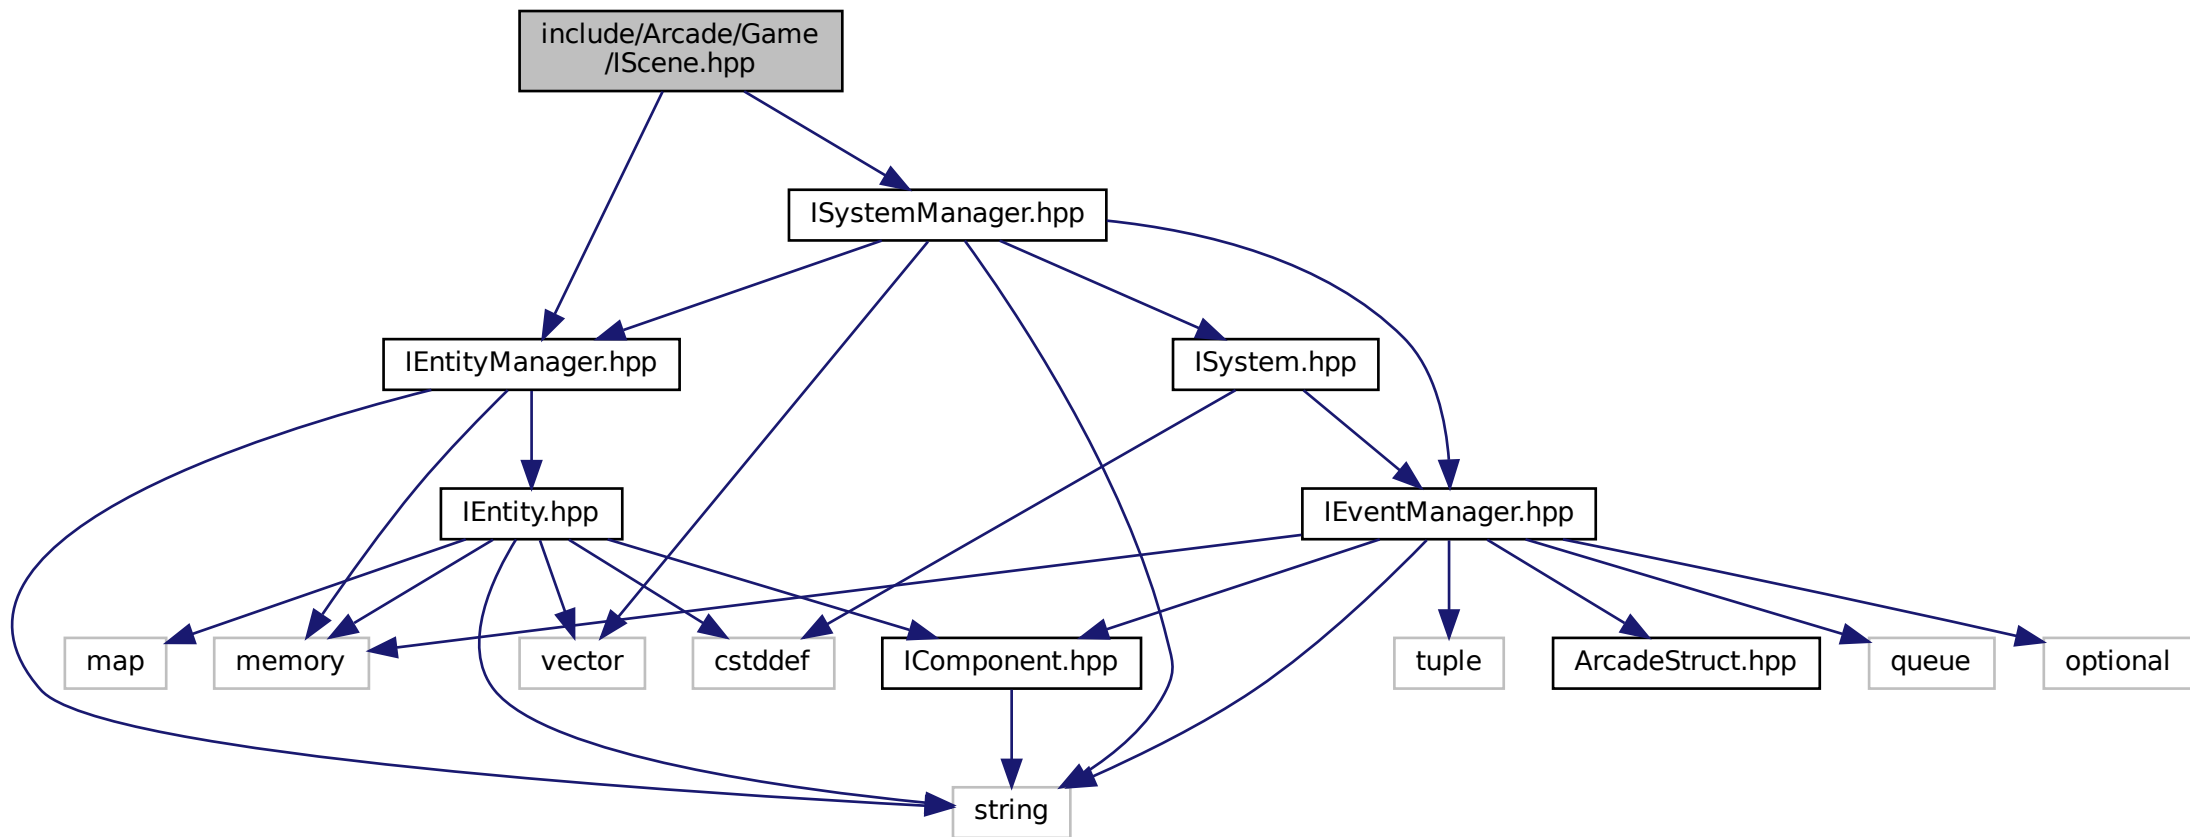 include/Arcade/Game
/IScene.hpp
ISystemManager.hpp
IEntityManager.hpp
ISystem.hpp
IEntity.hpp
IEventManager.hpp
map
memory
vector
cstddef
IComponent.hpp
tuple
ArcadeStruct.hpp
queue
optional
string